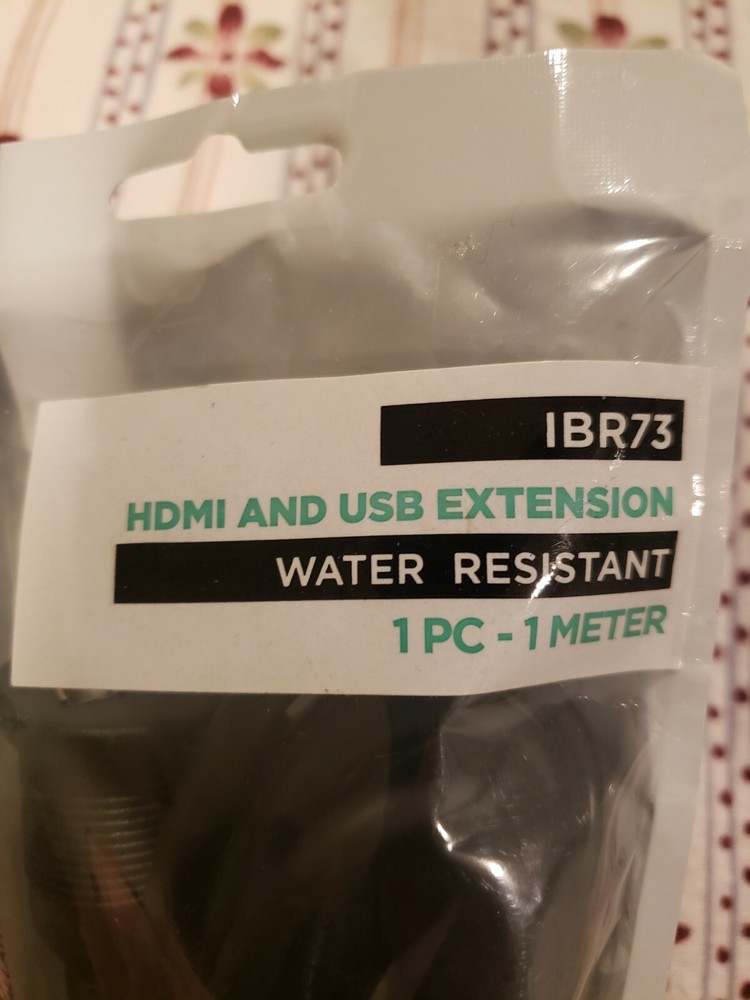 IBR73
HDMI AND USB EXTENSION
WATER RESISTANT
1 PC - 1 METER